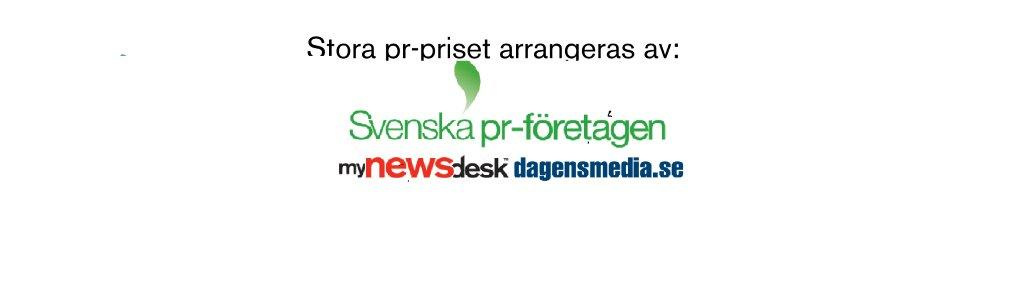 Stora pr-priset arrangeras av:
Svenska pr-företagen
mynewsdesk dagensmedia.se